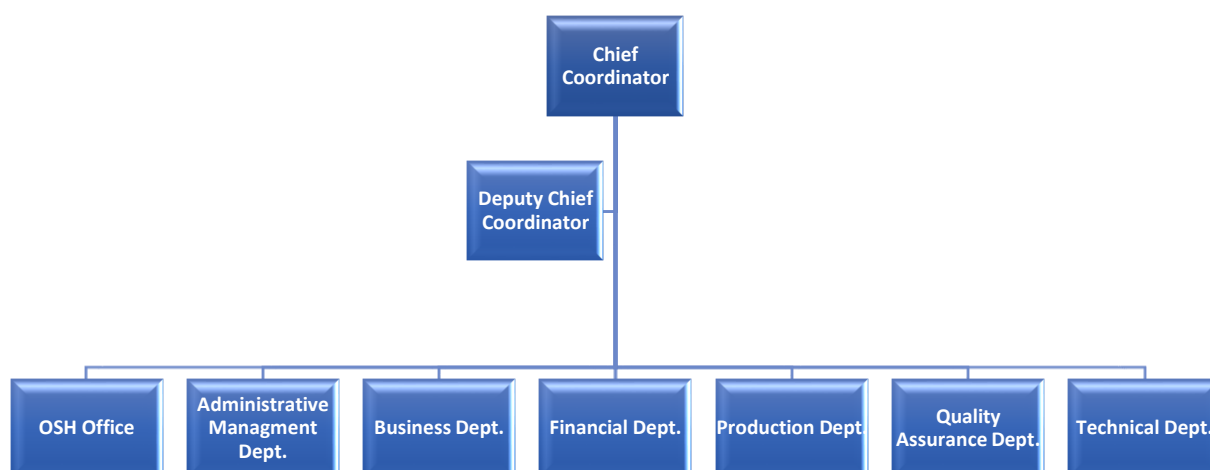 Chief
Coordinator
Deputy Chief
Coordinator
OSH Office
Administrative
Managment
Dept.
Business Dept.
Financial Dept.
Production Dept.
Quality
Assurance Dept.
Technical Dept.